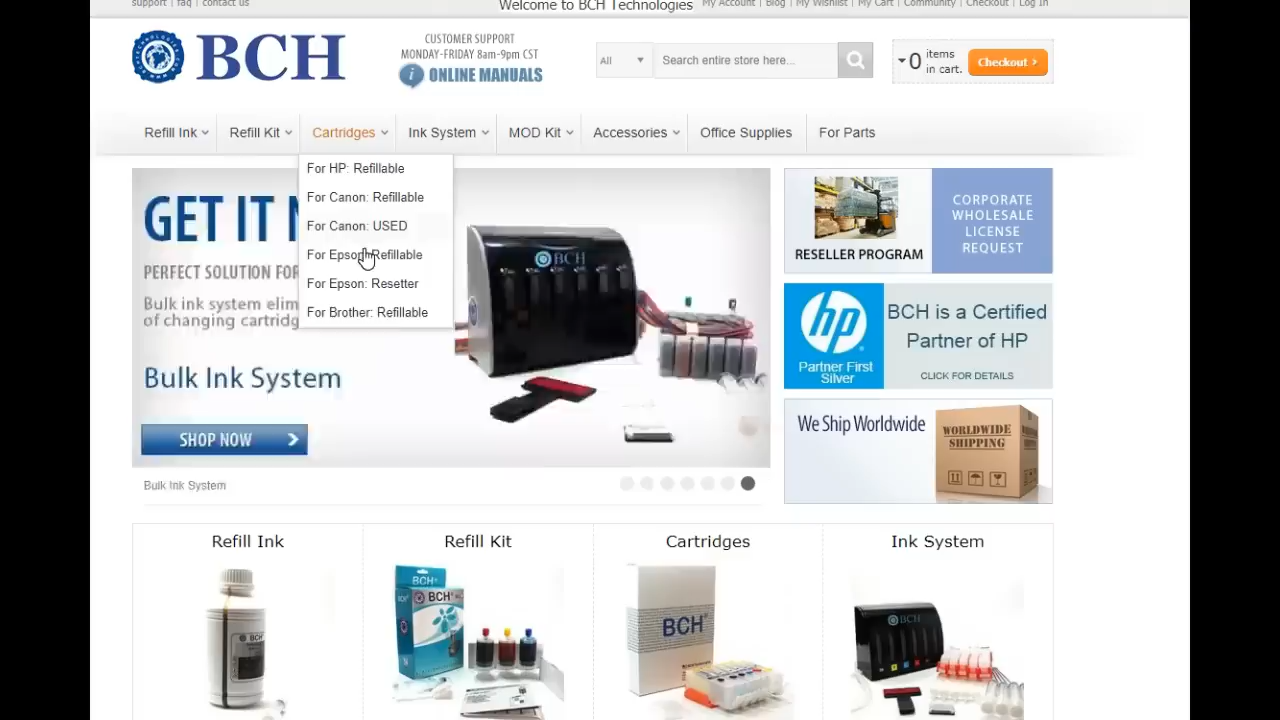 support | faq | contact us
Welcome to BCH Technologies
My Account | Blog | My Wishlist | My Cart | Community | Checkout | Log In
BCH
CUSTOMER SUPPORT
MONDAY-FRIDAY 8am-9pm CST
i ONLINE MANUALS
All
Search entire store here...
0 items in cart.
Checkout >
Refill Ink
Refill Kit
Cartridges
Ink System
MOD Kit
Accessories
Office Supplies
For Parts
For HP: Refillable
For Canon: Refillable
For Canon: USED
For Epson: Refillable
For Epson: Resetter
For Brother: Refillable
GET IT
PERFECT SOLUTION FOR
Bulk ink system elim
of changing cartridg
Bulk Ink System
SHOP NOW
BCH
Bulk Ink System
RESELLER PROGRAM
CORPORATE
WHOLESALE
LICENSE
REQUEST
hp
Partner First
Silver
BCH is a Certified
Partner of HP
CLICK FOR DETAILS
We Ship Worldwide
WORLDWIDE
SHIPPING
Refill Ink
Refill Kit
Cartridges
Ink System
BCH
BCH
BCH
BCH
BCH